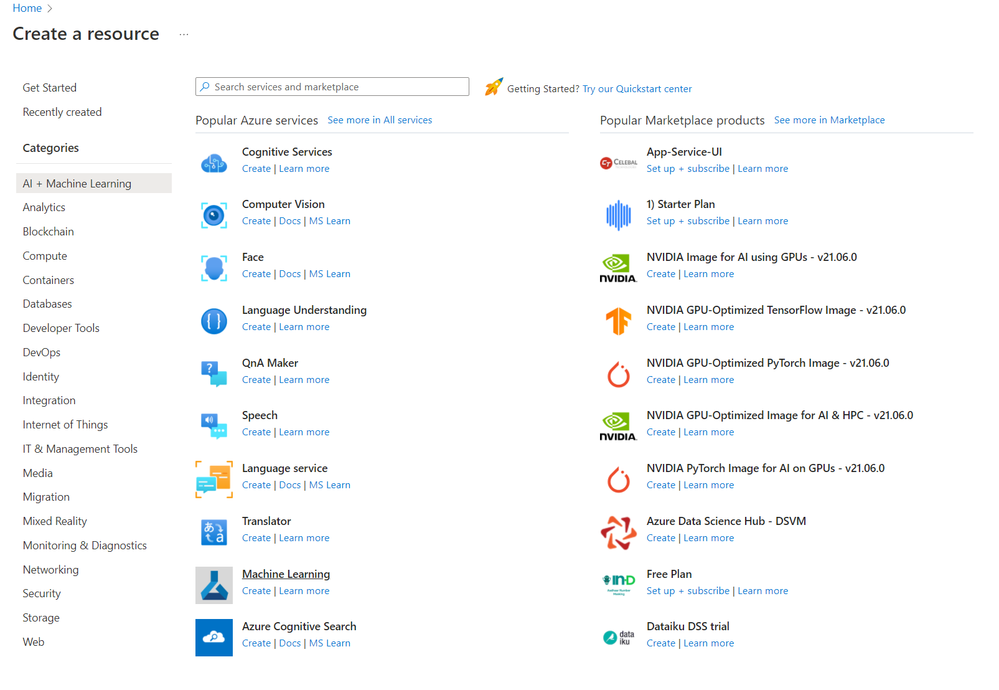 Home >
Create a resource ...
Get Started
Recently created
Categories
AI + Machine Learning
Analytics
Blockchain
Compute
Containers
Databases
Developer Tools
DevOps
Identity
Integration
Internet of Things
IT & Management Tools
Media
Migration
Mixed Reality
Monitoring & Diagnostics
Networking
Security
Storage
Web
Search services and marketplace
Getting Started? Try our Quickstart center
Popular Azure services See more in All services
Cognitive Services
Create | Learn more
Computer Vision
Create | Docs | MS Learn
Face
Create | Docs | MS Learn
Language Understanding
Create | Learn more
QnA Maker
Create | Learn more
Speech
Create | Learn more
Language service
Create | Docs | MS Learn
Translator
Create | Learn more
Machine Learning
Create | Learn more
Azure Cognitive Search
Create | Docs | MS Learn
Popular Marketplace products See more in Marketplace
CELEBAL
App-Service-UI
Set up + subscribe | Learn more
1) Starter Plan
Set up + subscribe | Learn more
NVIDIA.
NVIDIA Image for AI using GPUs - v21.06.0
Create | Learn more
NVIDIA GPU-Optimized TensorFlow Image - v21.06.0
Create | Learn more
NVIDIA GPU-Optimized PyTorch Image - v21.06.0
Create | Learn more
NVIDIA.
NVIDIA GPU-Optimized Image for AI & HPC - v21.06.0
Create | Learn more
NVIDIA PyTorch Image for AI on GPUs - v21.06.0
Create | Learn more
Azure Data Science Hub - DSVM
Create | Learn more
IN-D
Aadhaar Number
Masking
Free Plan
Set up + subscribe | Learn more
data
iku
Dataiku DSS trial
Create | Learn more